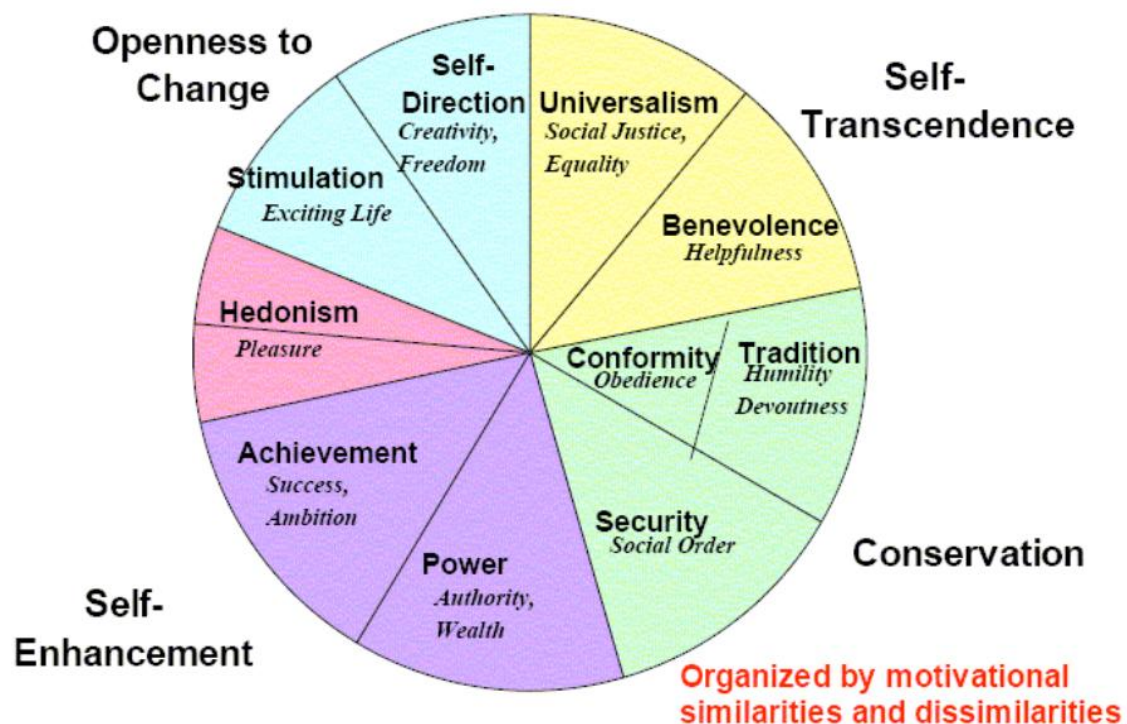 Openness to
Change
Self-
Direction
Creativity,
Freedom
Universalism
Social Justice,
Equality
Self-
Transcendence
Stimulation
Exciting Life
Benevolence
Helpfulness
Hedonism
Pleasure
Conformity
Obedience
Tradition
Humility
Devoutness
Achievement
Success,
Ambition
Security
Social Order
Conservation
Power
Authority,
Wealth
Self-
Enhancement
Organized by motivational
similarities and dissimilarities